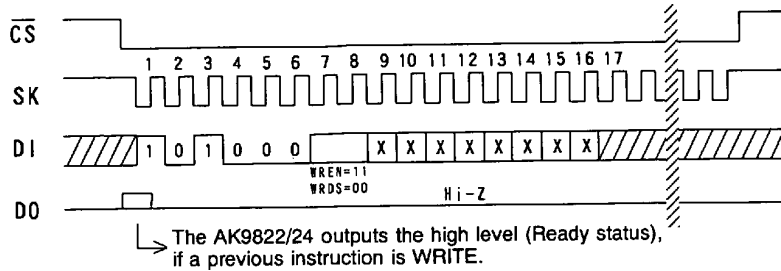 CS
1 2 3 4 5 6 7 8 9 10 11 12 13 14 15 16 17
SK
DI 1 0 1 0 0 0 X X X X X X X X
WREN=11
WRDS=00
Hi-Z
DO
The AK9822/24 outputs the high level (Ready status),
if a previous instruction is WRITE.